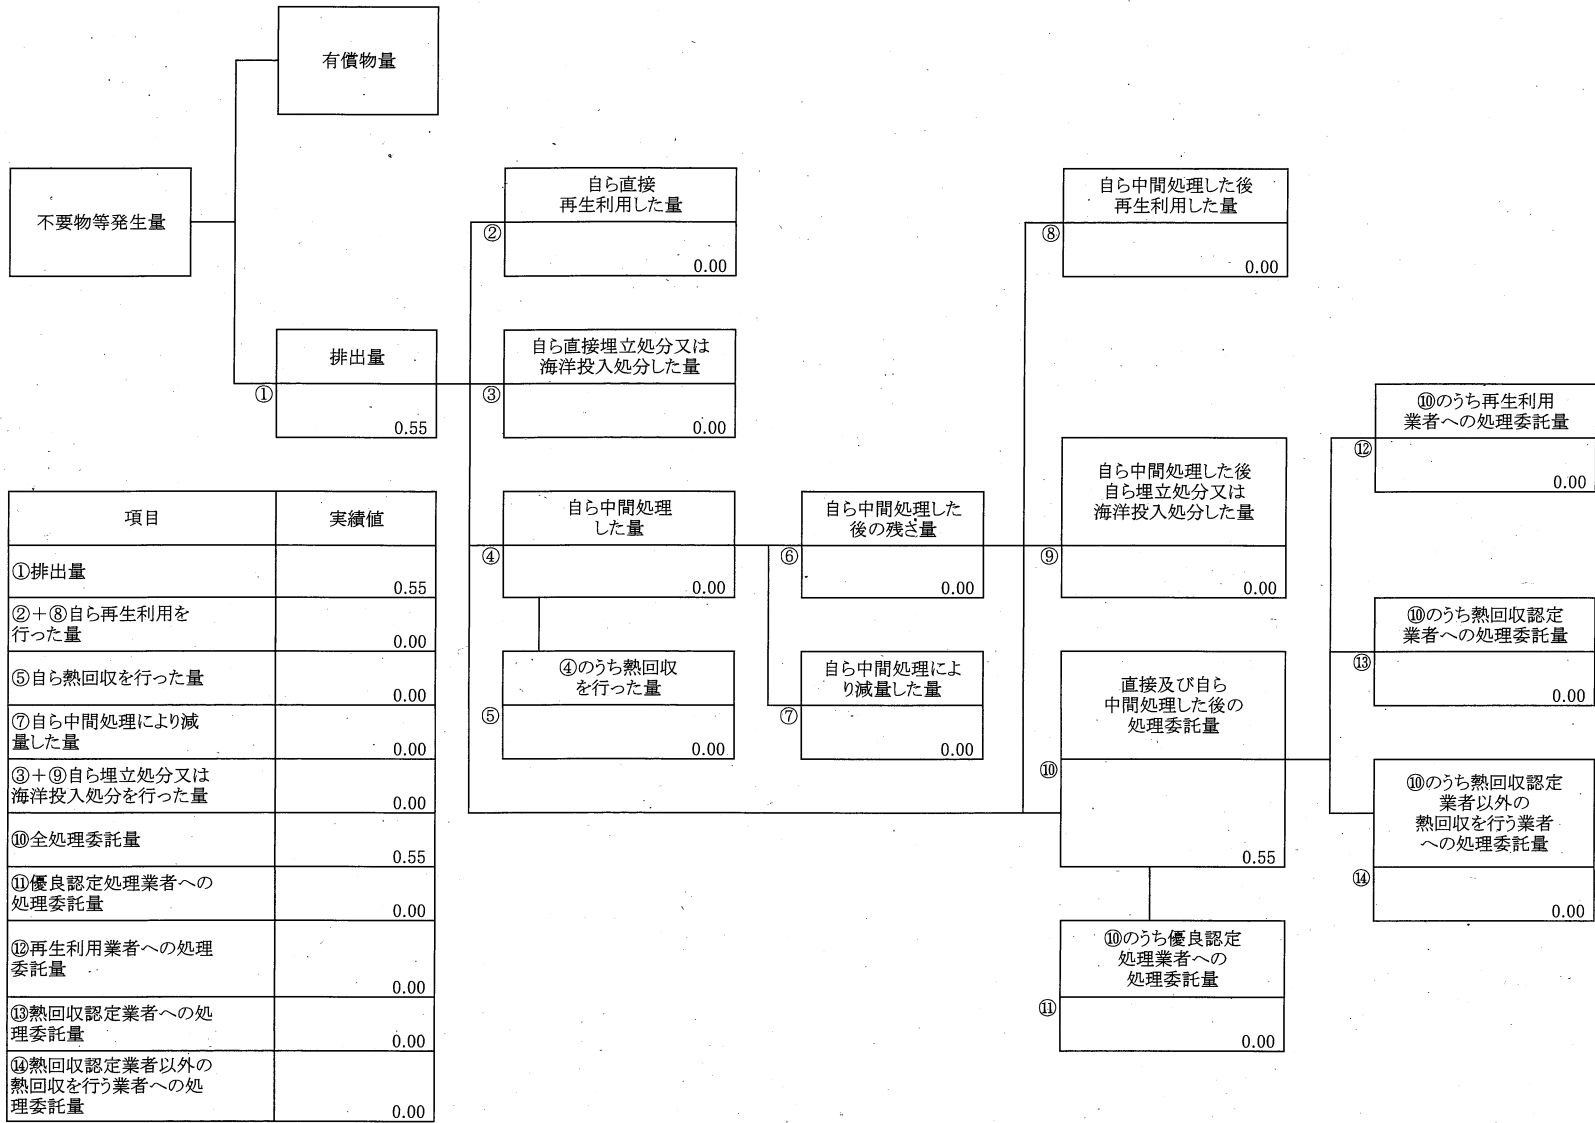 有償物量
不要物等発生量
自ら直接
再生利用した量
②
0.00
自ら中間処理した後
再生利用した量
⑧
0.00
排出量
①
0.55
自ら直接埋立処分又は
海洋投入処分した量
③
0.00
⑩のうち再生利用
業者への処理委託量
⑫
0.00
自ら中間処理
した量
④
0.00
自ら中間処理した
後の残さ量
⑥
0.00
自ら中間処理した後
自ら埋立処分又は
海洋投入処分した量
⑨
0.00
⑩のうち熱回収認定
業者への処理委託量
⑬
0.00
④のうち熱回収
を行った量
⑤
0.00
自ら中間処理によ
り減量した量
⑦
0.00
直接及び自ら
中間処理した後の
処理委託量
⑩
0.55
⑩のうち熱回収認定
業者以外の
熱回収を行う業者
への処理委託量
⑭
0.00
⑩のうち優良認定
処理業者への
処理委託量
⑪
0.00
項目 実績値
①排出量
0.55
②＋⑧自ら再生利用を
行った量
0.00
⑤自ら熱回収を行った量
0.00
⑦自ら中間処理により減
量した量
0.00
③＋⑨自ら埋立処分又は
海洋投入処分を行った量
0.00
⑩全処理委託量
0.55
⑪優良認定処理業者への
処理委託量
0.00
⑫再生利用業者への処理
委託量
0.00
⑬熱回収認定業者への処
理委託量
0.00
⑭熱回収認定業者以外の
熱回収を行う業者への処
理委託量
0.00